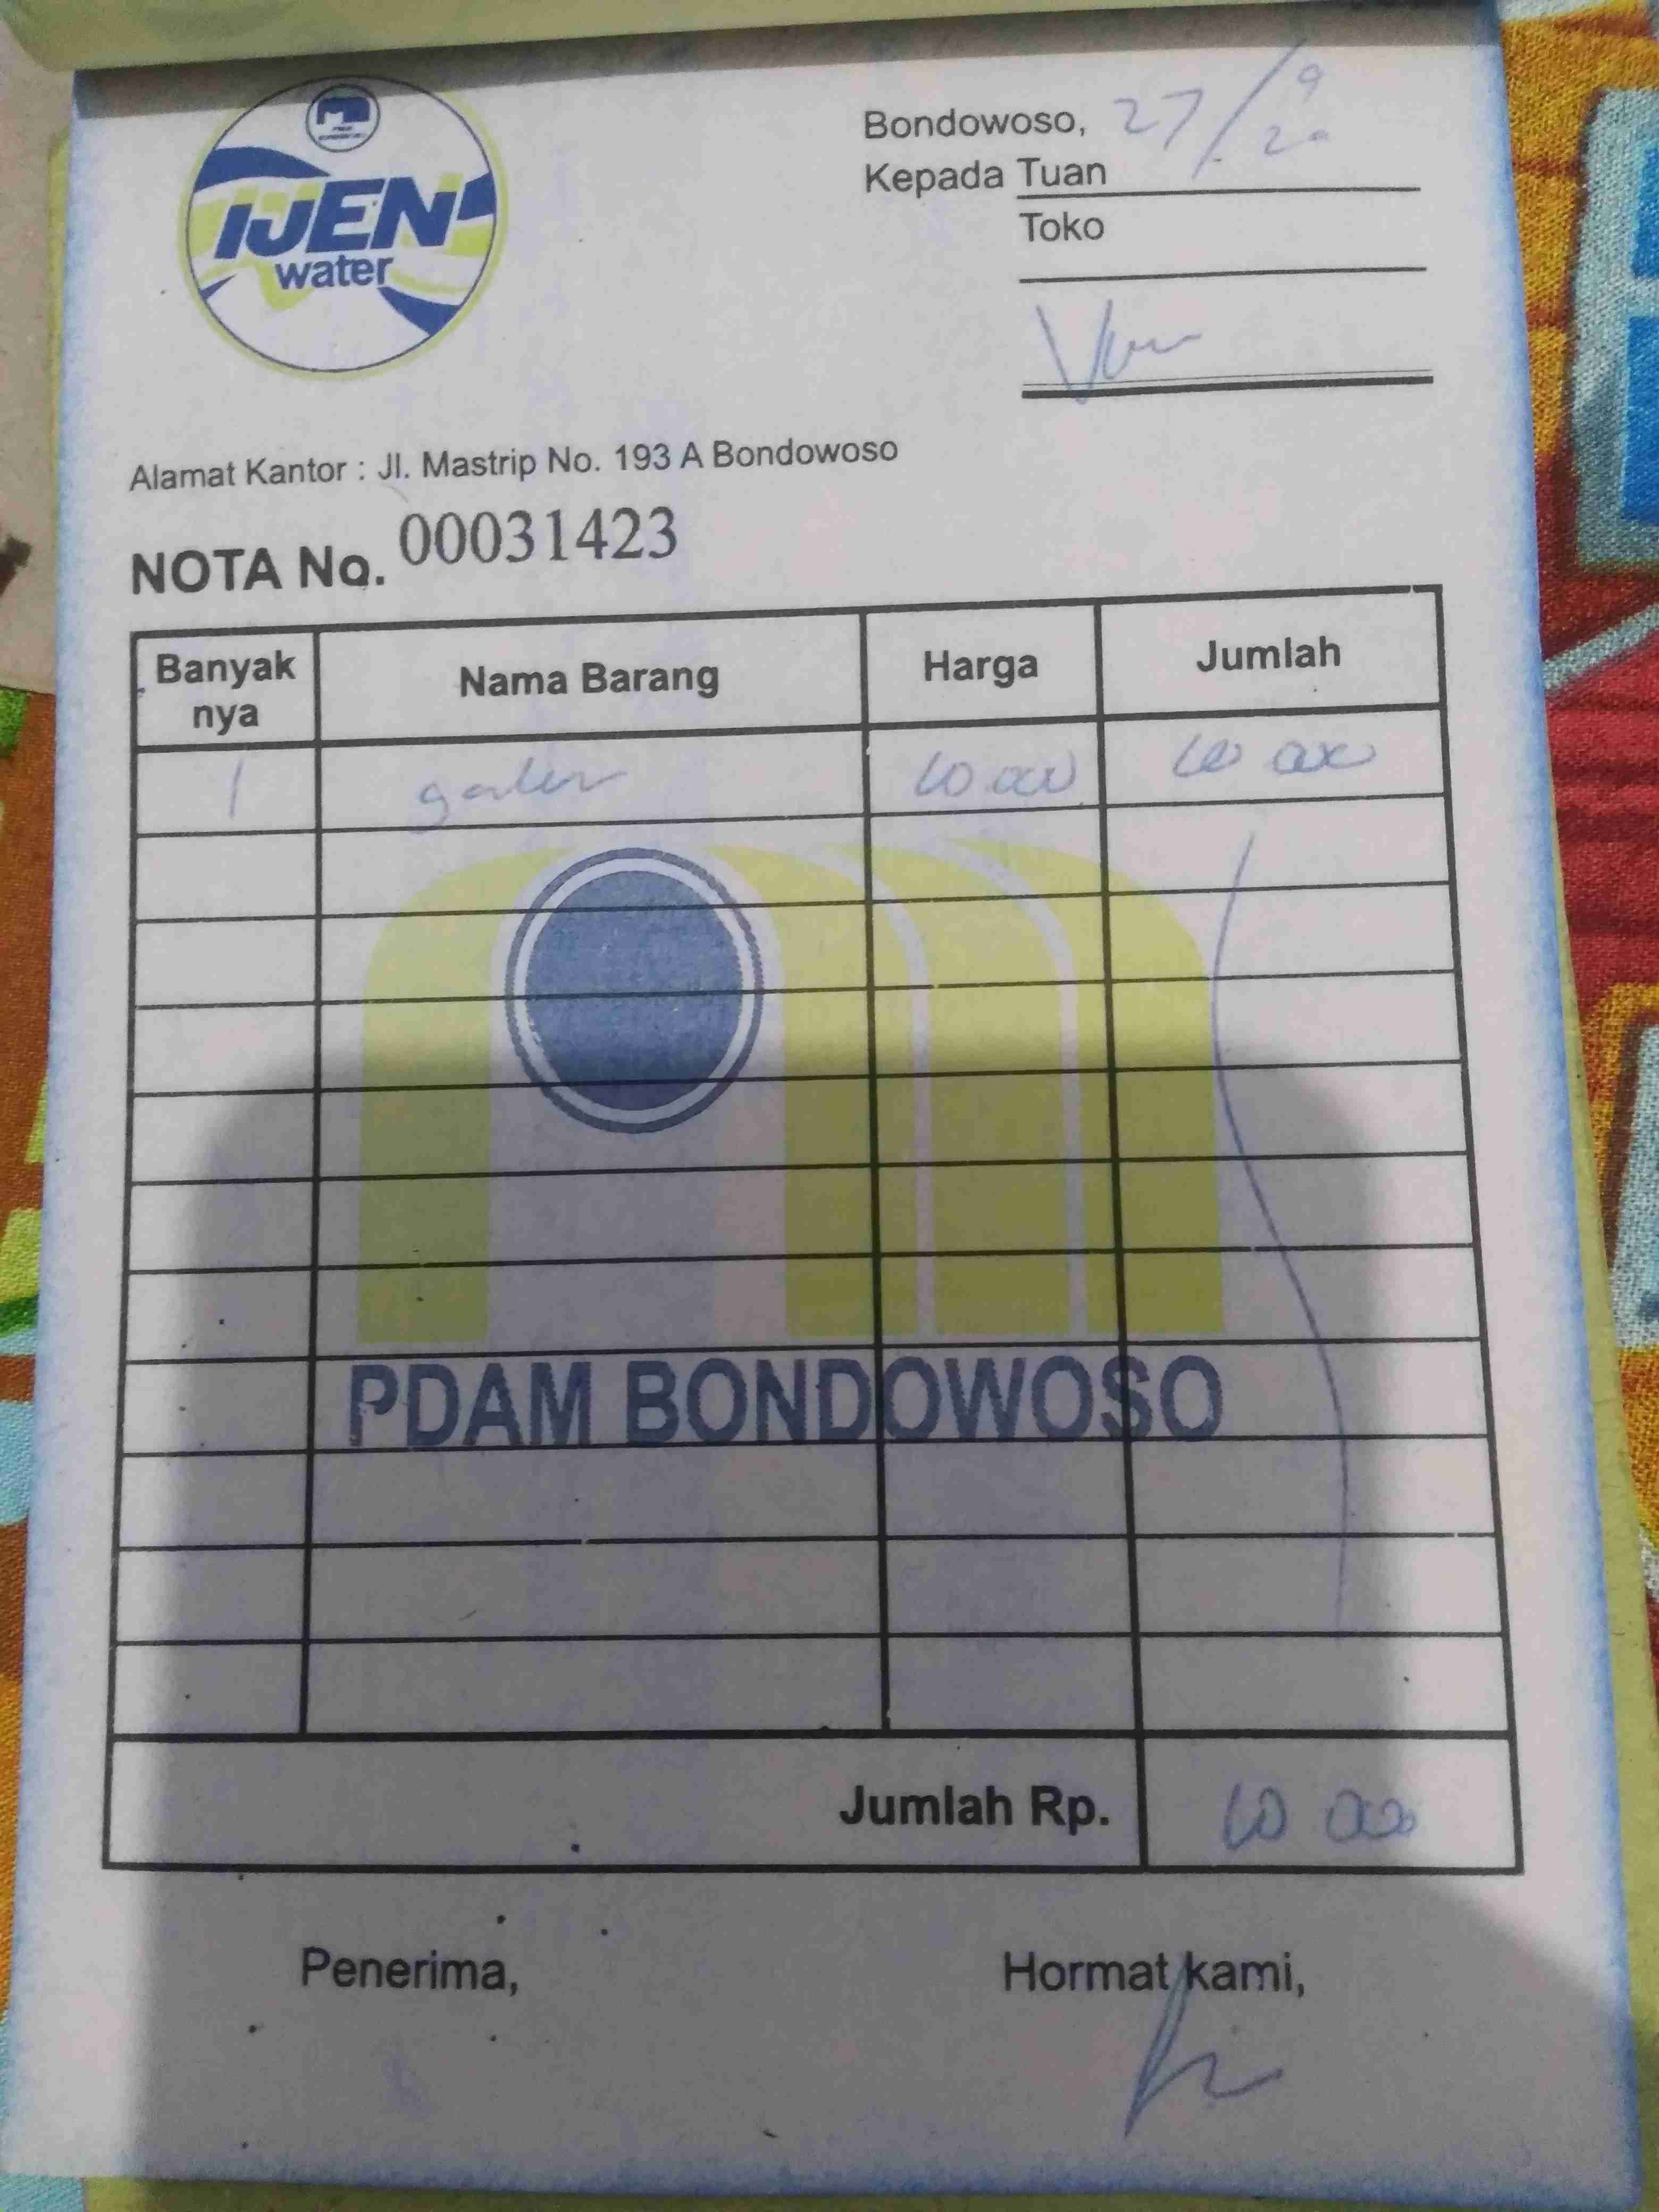 IJEN
water
Bondowoso, 27/9 20
Kepada Tuan
Toko
Alamat Kantor : Jl. Mastrip No. 193 A Bondowoso
NOTA No. 00031423
Banyak nya Nama Barang Harga Jumlah
1 galon 10 000 10 000
PDAM BONDOWOSO
Jumlah Rp. 10 000
Penerima, Hormat kami,